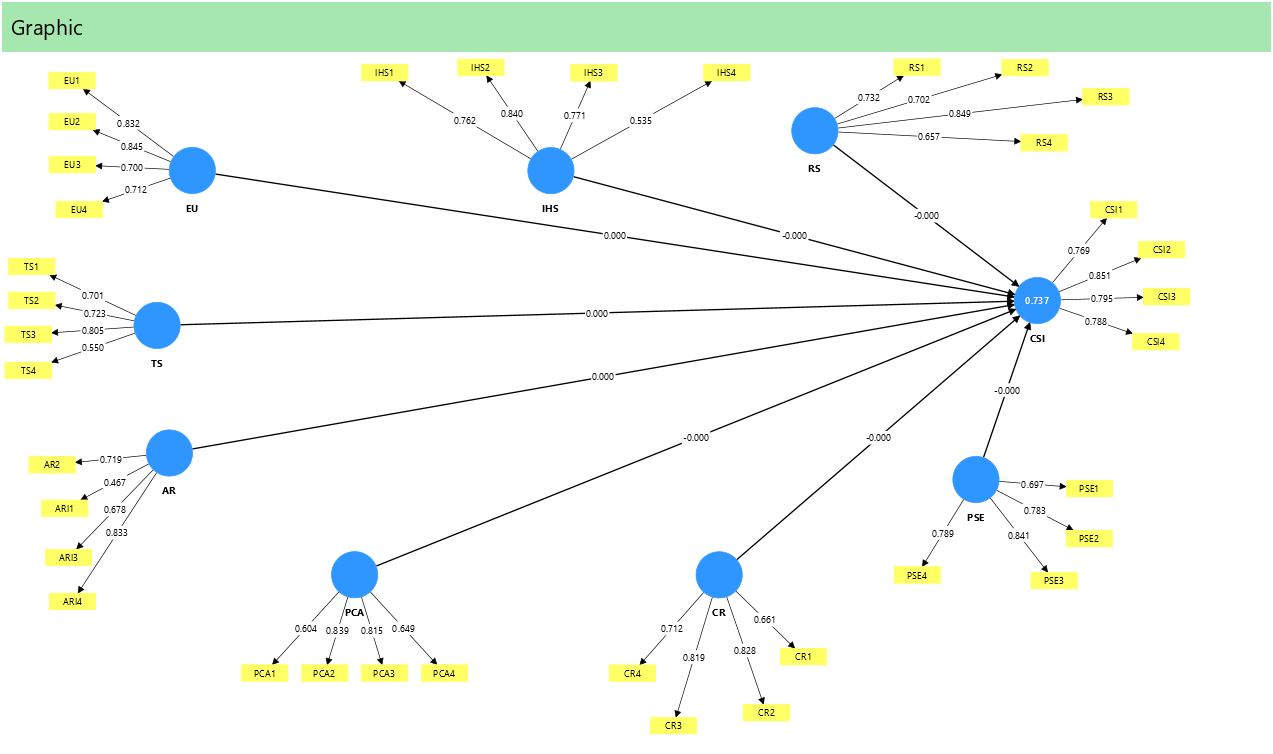 Graphic
EU1
EU2
EU3
EU4
0.832
0.845
0.700
0.712
EU
IHS1
IHS2
IHS3
IHS4
0.762
0.840
0.771
0.535
IHS
RS1
RS2
RS3
RS4
0.732
0.702
0.849
0.657
RS
CSI1
CSI2
CSI3
CSI4
0.769
0.851
0.795
0.788
0.737
CSI
0.000
-0.000
-0.000
TS1
TS2
TS3
TS4
0.701
0.723
0.805
0.550
TS
0.000
0.000
-0.000
-0.000
-0.000
AR2
ARI1
ARI3
ARI4
0.719
0.467
0.678
0.833
AR
PCA
0.604
0.839
0.815
0.649
PCA1
PCA2
PCA3
PCA4
CR
0.712
0.819
0.828
0.661
CR4
CR3
CR2
CR1
PSE
0.697
0.783
0.841
0.789
PSE1
PSE2
PSE3
PSE4